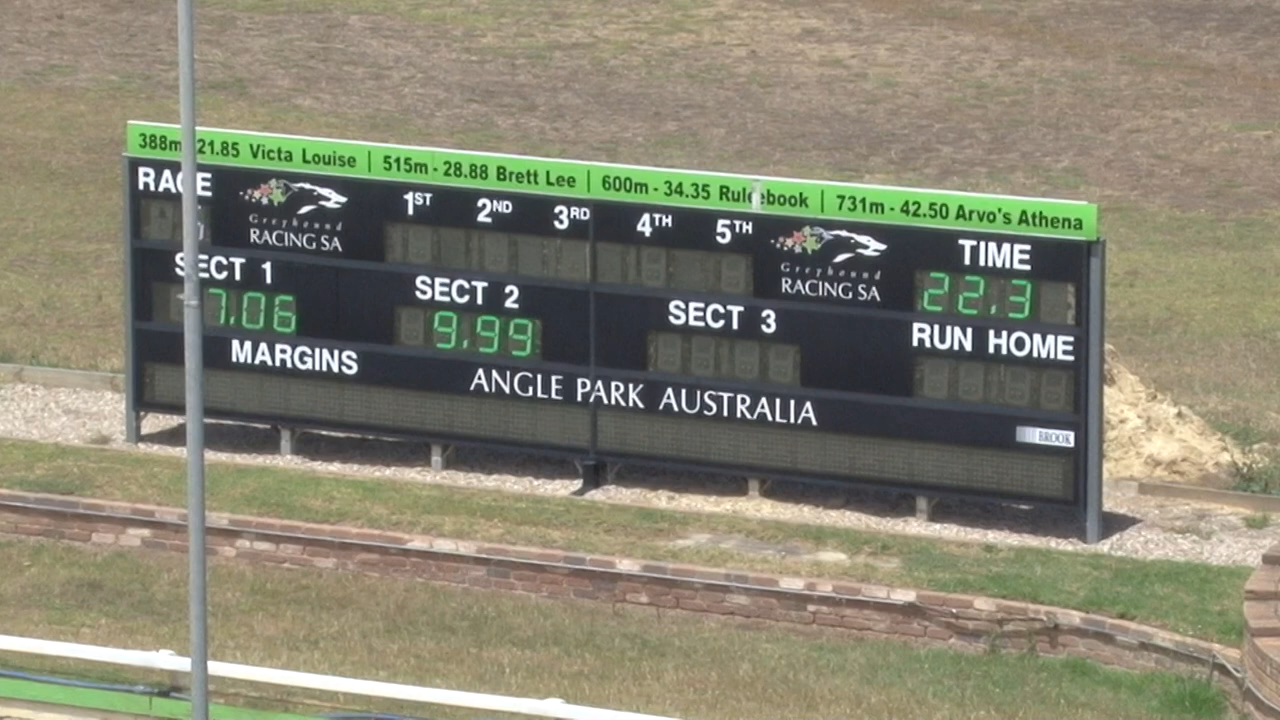 388m 21.85 Victa Louise | 515m - 28.88 Brett Lee | 600m - 34.35 Rulebook | 731m - 42.50 Arvo's Athena
RACE
Greyhound
RACING SA
1ST 2ND 3RD 4TH 5TH
Greyhound
RACING SA
TIME
22.3
SECT 1
7.06
SECT 2
9.99
SECT 3
RUN HOME
MARGINS
ANGLE PARK AUSTRALIA
BROOK